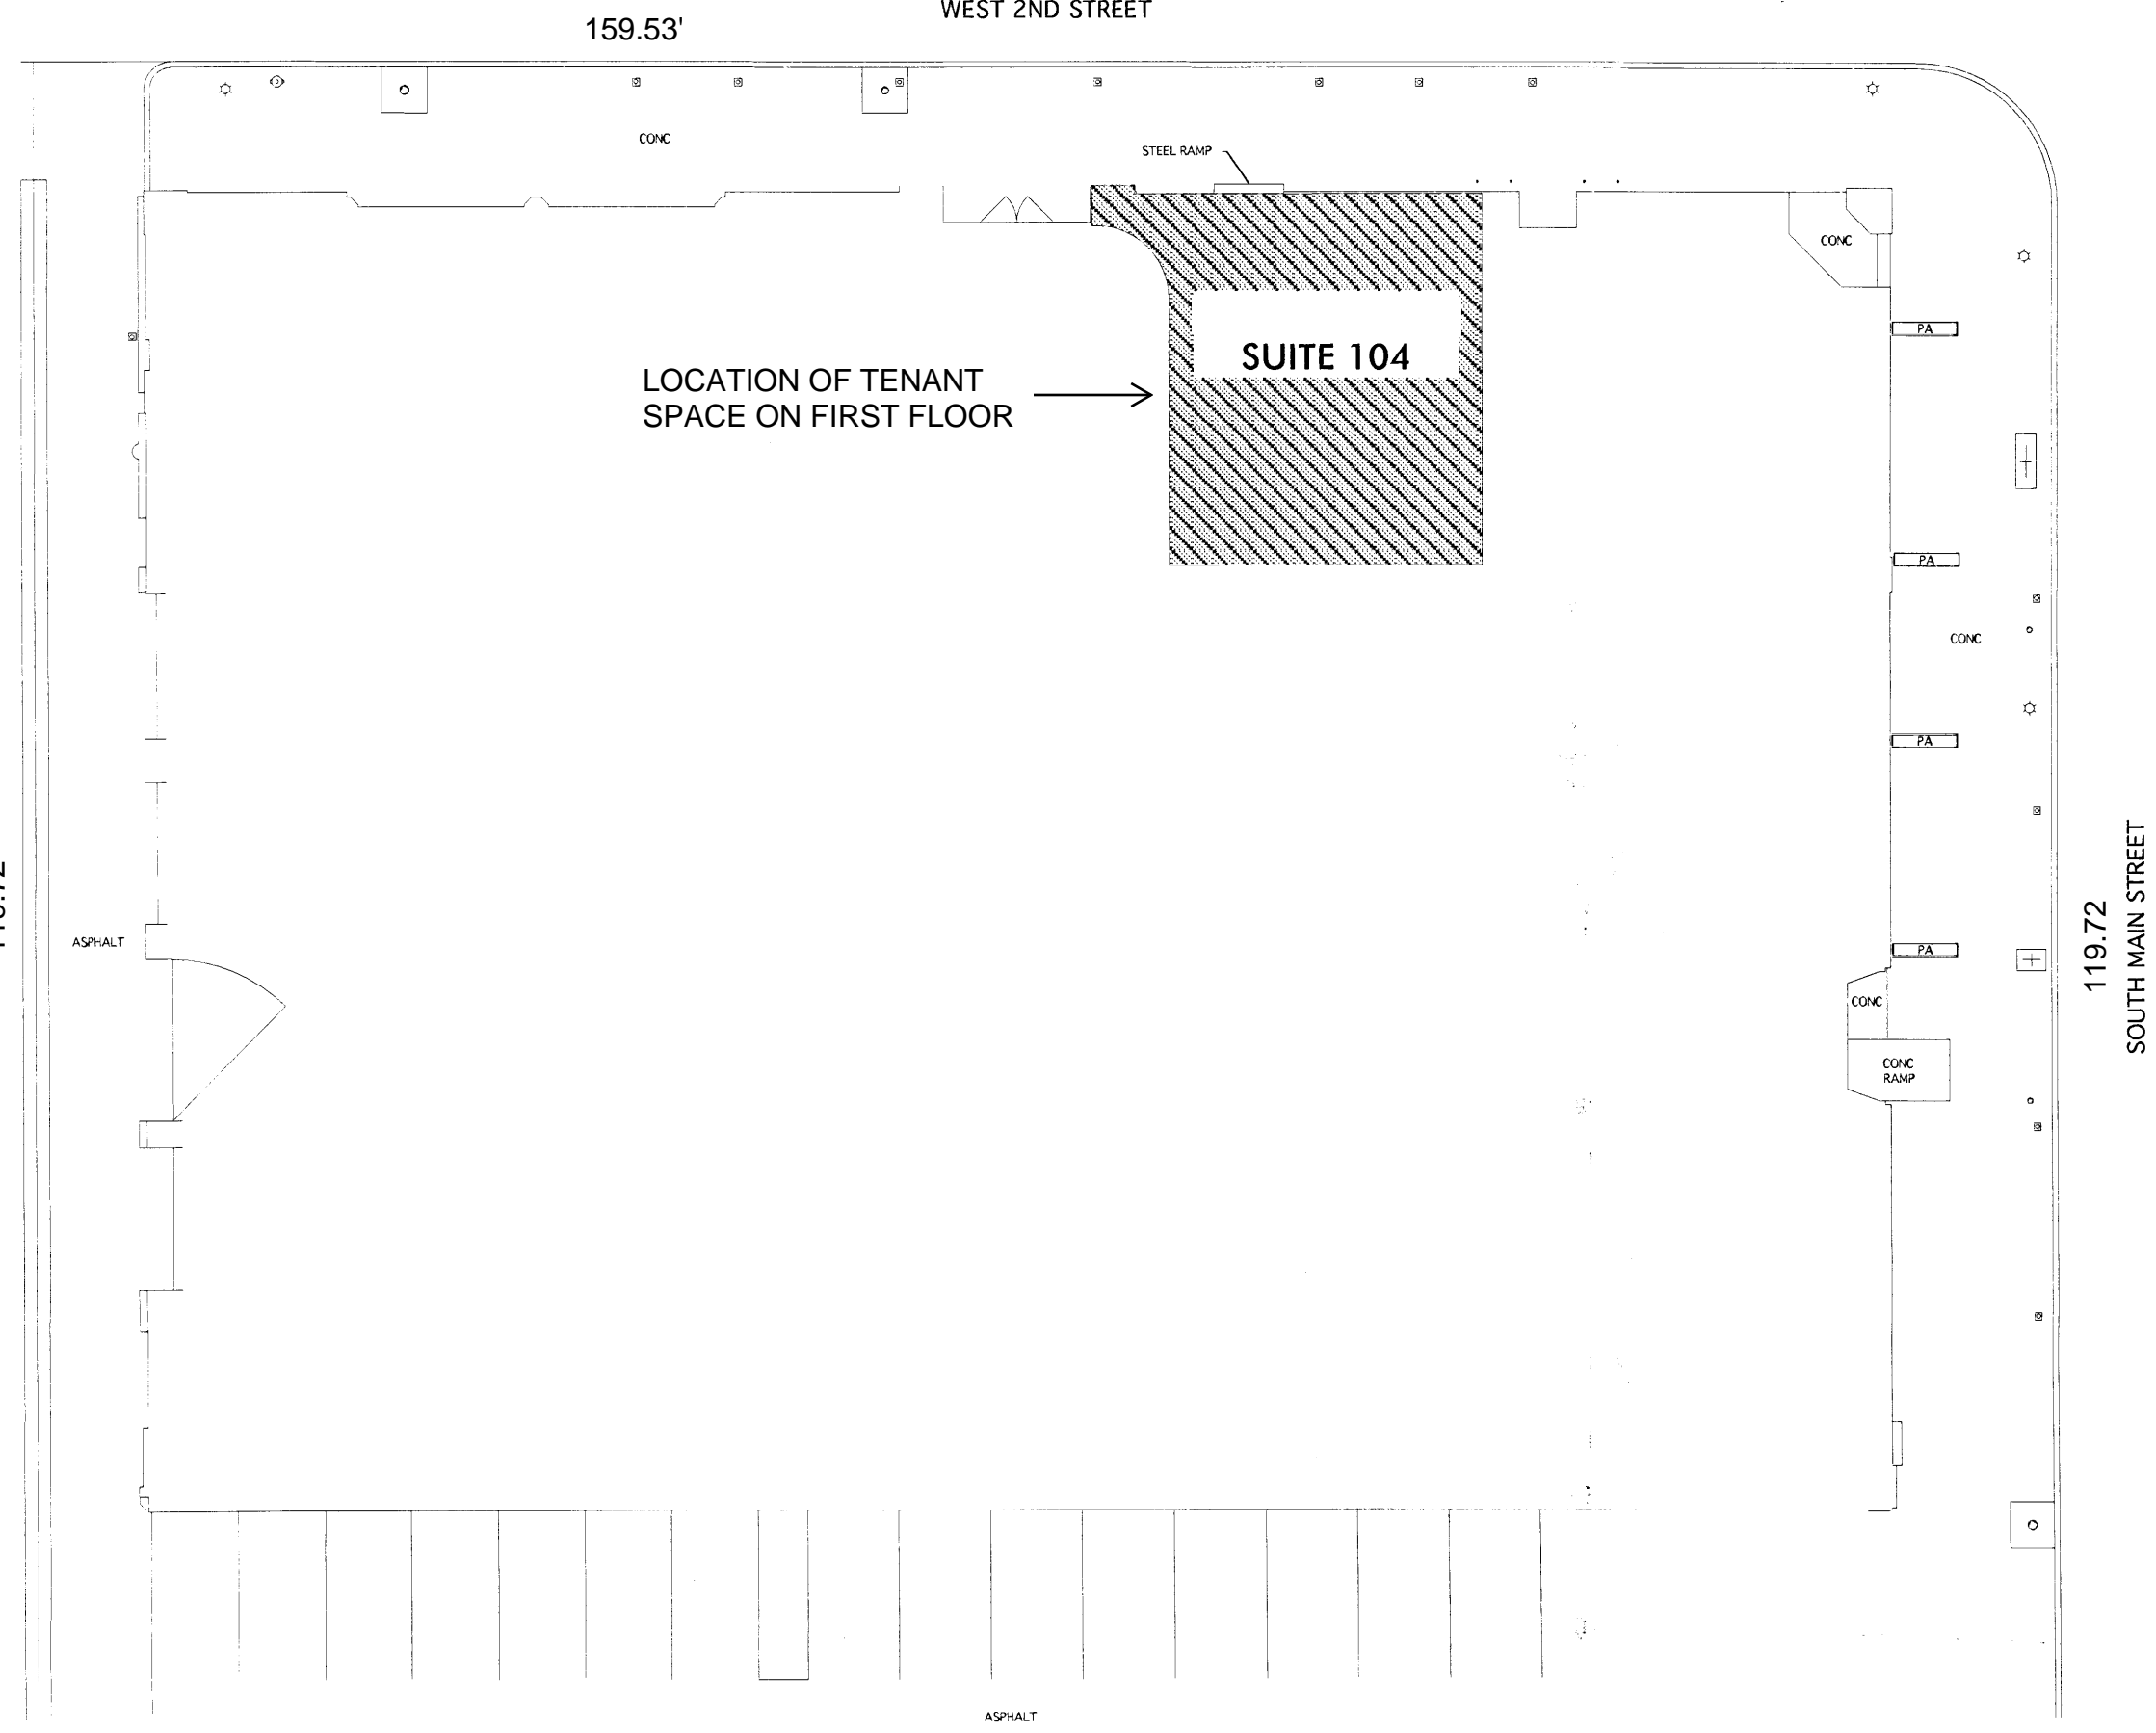 WEST 2ND STREET
159.53'
CONC
STEEL RAMP
CONC
PA
SUITE 104
LOCATION OF TENANT
SPACE ON FIRST FLOOR
PA
CONC
PA
SOUTH MAIN STREET
119.72
ASPHALT
PA
CONC
CONC
RAMP
ASPHALT